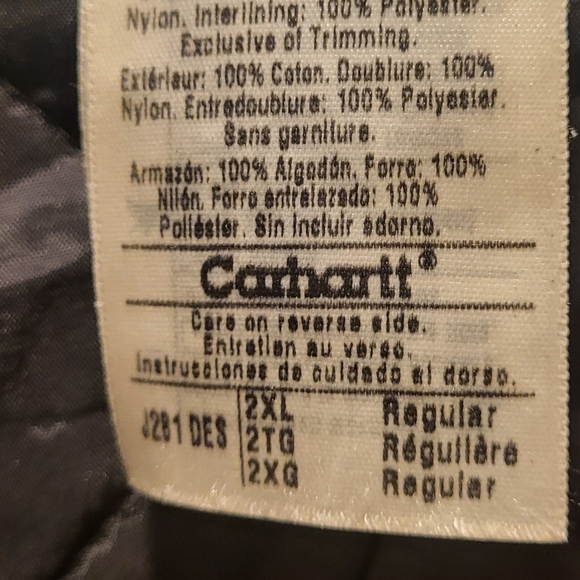 Nylon. Interlining: 100% Polyester.
Exclusive of Trimming.
Extérieur: 100% Coton. Doublure: 100%
Nylon. Entredoublure: 100% Polyester.
Sans garniture.
Armazón: 100% Algodón. Forro: 100%
Nilón. Forro entrelazado: 100%
Poliéster. Sin incluir adorno.
Carhartt®
Care on reverse side.
Entretien au verso.
Instrucciones de cuidado al dorso.
J281 DES 2XL Regular
2TG Régulière
2XG Regular